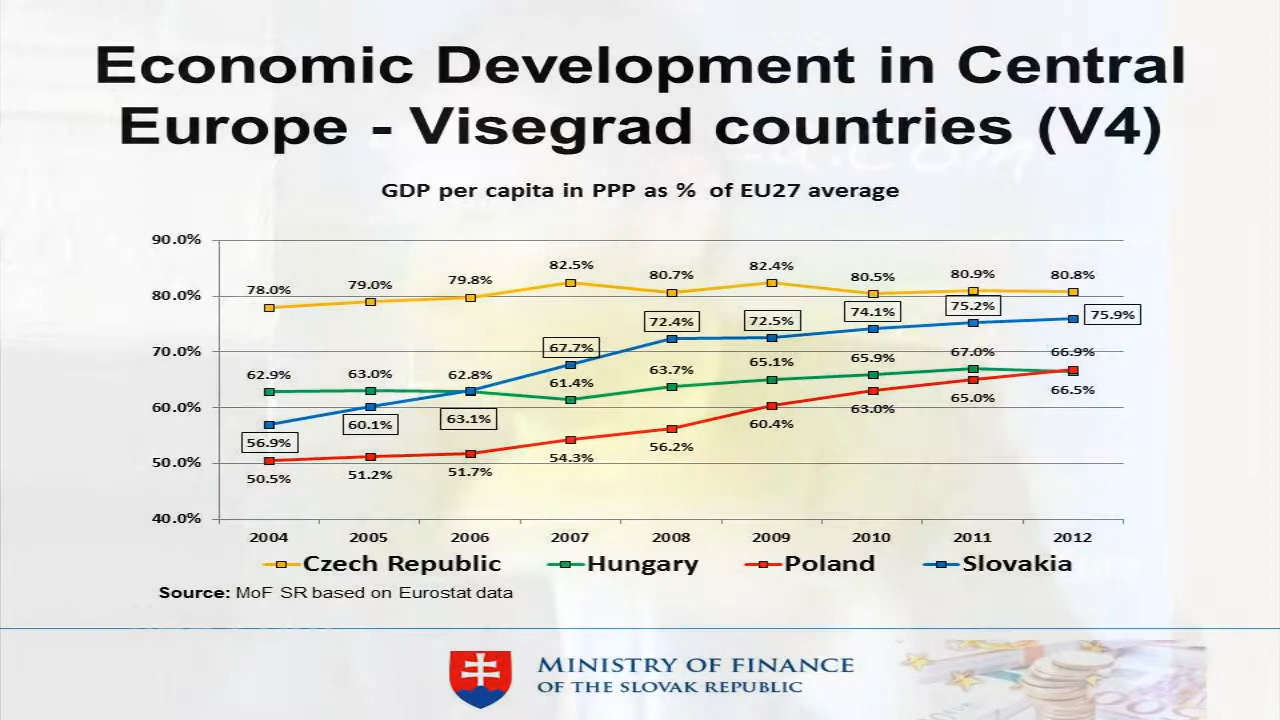 Economic Development in Central
Europe - Visegrad countries (V4)
GDP per capita in PPP as % of EU27 average
90.0%
80.0%
70.0%
60.0%
50.0%
40.0%
78.0% 79.0% 79.8% 82.5% 80.7% 82.4% 80.5% 80.9% 80.8%
56.9% 60.1% 63.1% 67.7% 72.4% 72.5% 74.1% 75.2% 75.9%
62.9% 63.0% 62.8% 61.4% 63.7% 65.1% 65.9% 67.0% 66.9%
50.5% 51.2% 51.7% 54.3% 56.2% 60.4% 63.0% 65.0% 66.5%
2004 2005 2006 2007 2008 2009 2010 2011 2012
Czech Republic Hungary Poland Slovakia
Source: MoF SR based on Eurostat data
MINISTRY OF FINANCE
OF THE SLOVAK REPUBLIC